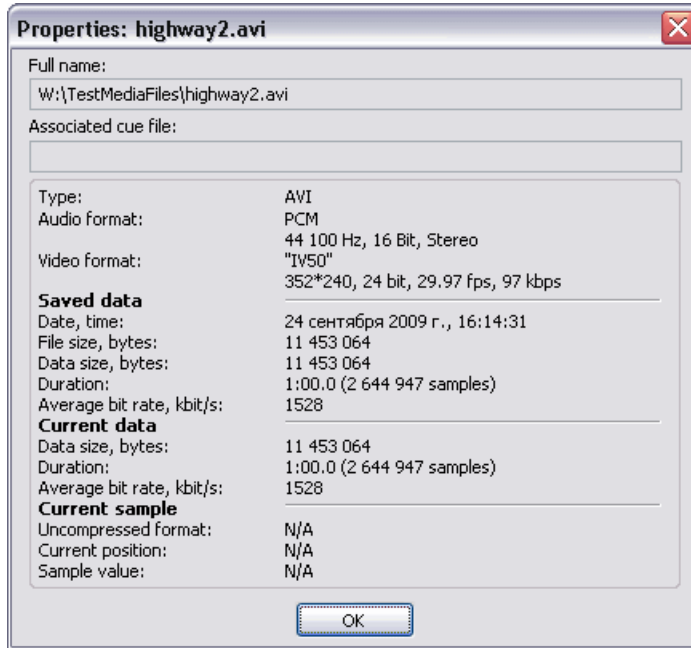 Properties: highway2.avi
Full name:
W:\TestMediaFiles\highway2.avi
Associated cue file:
Type: AVI
Audio format: PCM
44 100 Hz, 16 Bit, Stereo
Video format: "IV50"
352*240, 24 bit, 29.97 fps, 97 kbps
Saved data
Date, time: 24 сентября 2009 г., 16:14:31
File size, bytes: 11 453 064
Data size, bytes: 11 453 064
Duration: 1:00.0 (2 644 947 samples)
Average bit rate, kbit/s: 1528
Current data
Data size, bytes: 11 453 064
Duration: 1:00.0 (2 644 947 samples)
Average bit rate, kbit/s: 1528
Current sample
Uncompressed format: N/A
Current position: N/A
Sample value: N/A
OK